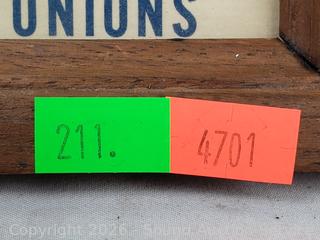 UNIONS
211. 4701
Copyright 2026 - Sound Auction Service